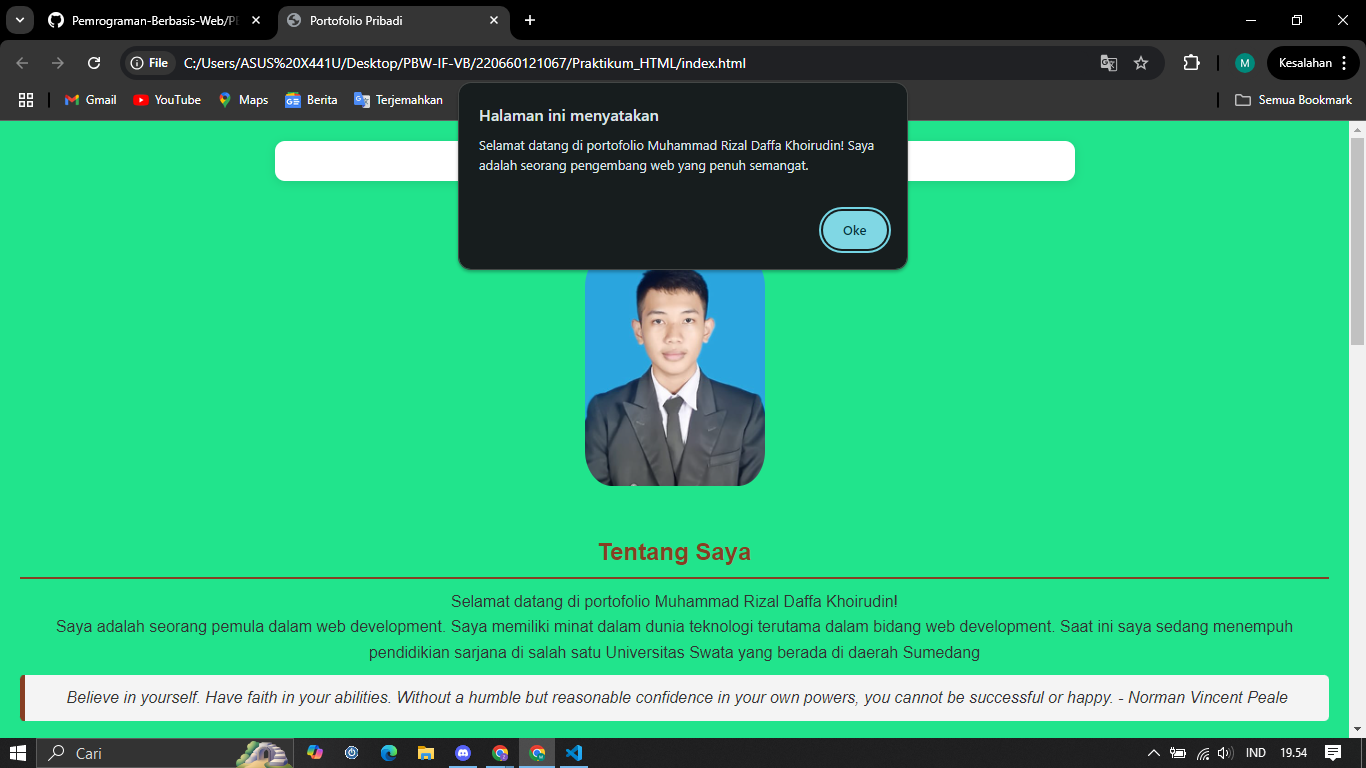 Pemrograman-Berbasis-Web/PB
Portofolio Pribadi
File
C:/Users/ASUS%20X441U/Desktop/PBW-IF-VB/220660121067/Praktikum_HTML/index.html
M
Kesalahan
Gmail
YouTube
Maps
Berita
Terjemahkan
Semua Bookmark
Halaman ini menyatakan
Selamat datang di portofolio Muhammad Rizal Daffa Khoirudin! Saya
adalah seorang pengembang web yang penuh semangat.
Oke
Tentang Saya
Selamat datang di portofolio Muhammad Rizal Daffa Khoirudin!
Saya adalah seorang pemula dalam web development. Saya memiliki minat dalam dunia teknologi terutama dalam bidang web development. Saat ini saya sedang menempuh
pendidikian sarjana di salah satu Universitas Swata yang berada di daerah Sumedang
Believe in yourself. Have faith in your abilities. Without a humble but reasonable confidence in your own powers, you cannot be successful or happy. - Norman Vincent Peale
Cari
IND
19.54